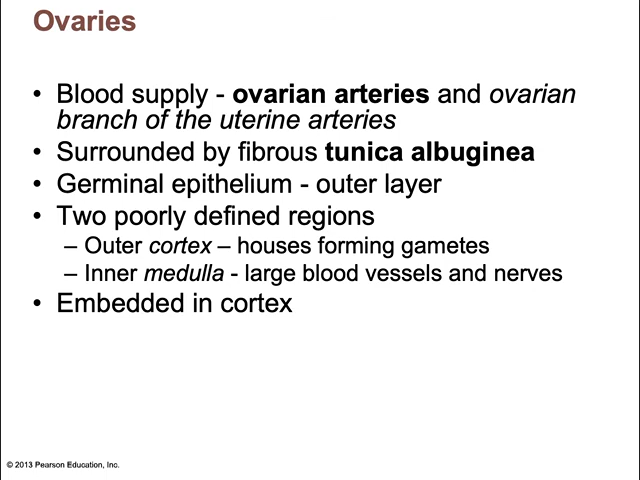 Ovaries
• Blood supply - ovarian arteries and ovarian
branch of the uterine arteries
• Surrounded by fibrous tunica albuginea
• Germinal epithelium - outer layer
• Two poorly defined regions
– Outer cortex – houses forming gametes
– Inner medulla - large blood vessels and nerves
• Embedded in cortex
© 2013 Pearson Education, Inc.